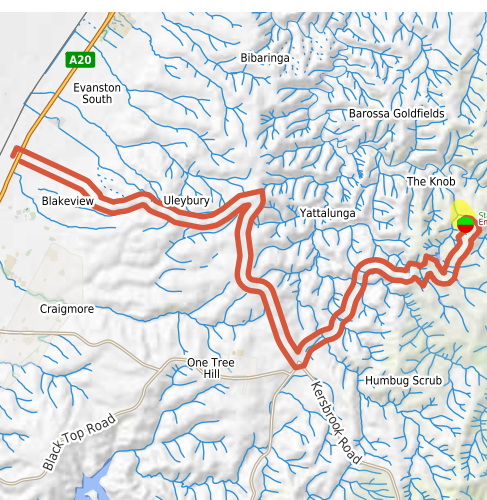 A20
Bibaringa
Evanston
South
Barossa Goldfields
The Knob
Blakeview
Uleybury
Yattalunga
Craigmore
One Tree
Hill
Humbug Scrub
Kersbrook Road
Black Top Road